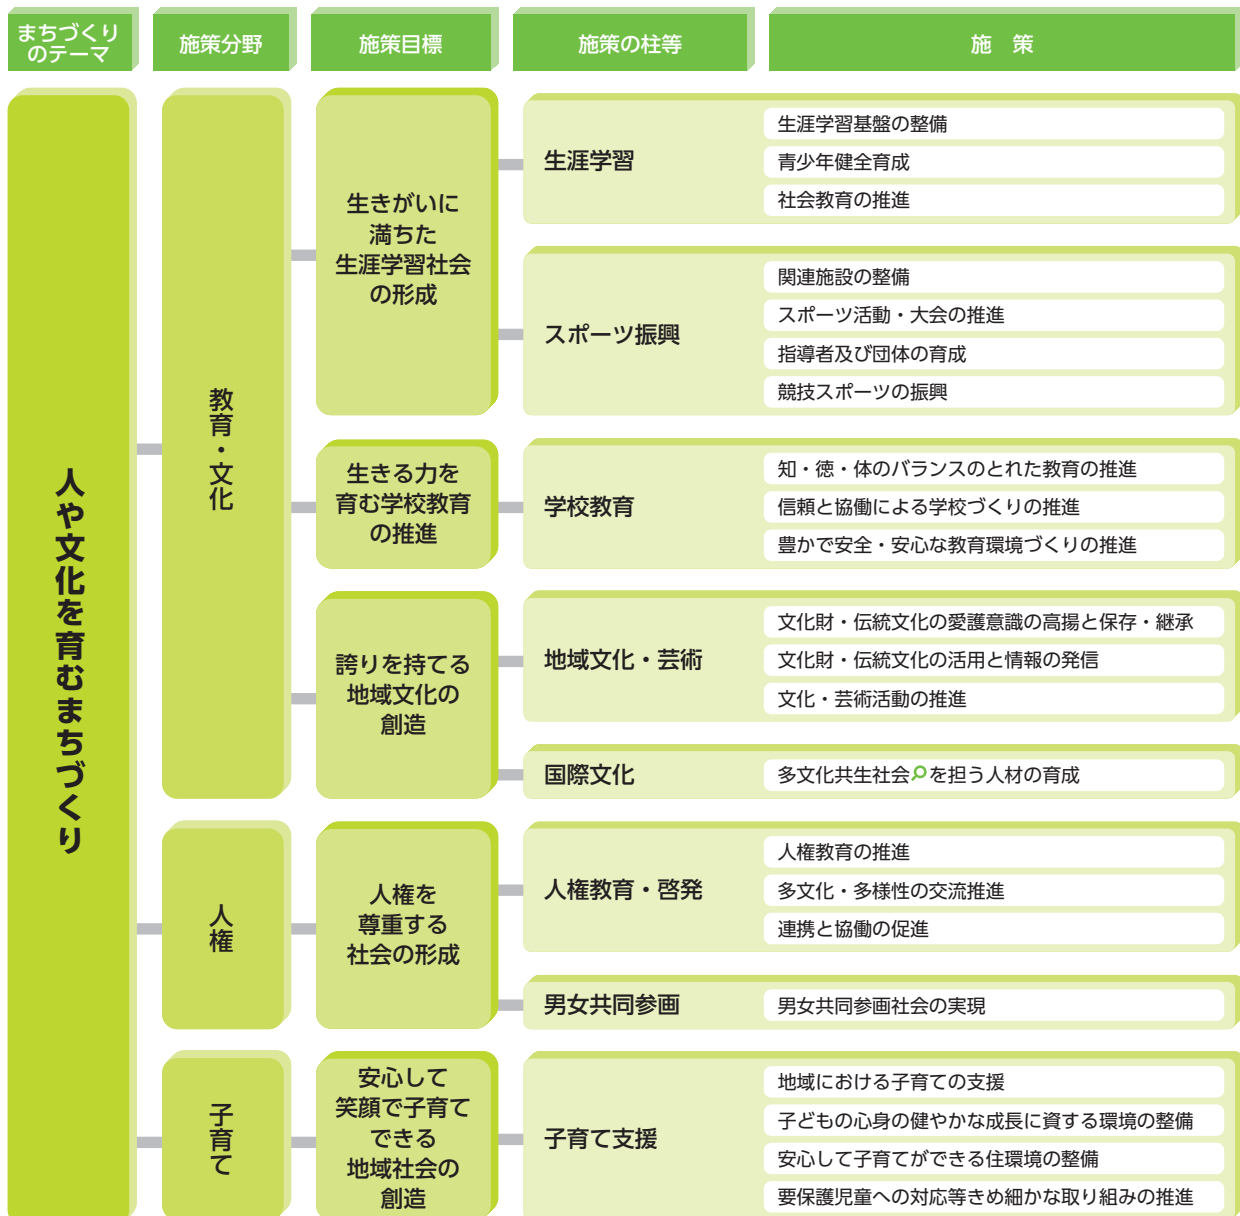 まちづくり
のテーマ
施策分野
施策目標
施策の柱等
施　策
人や文化を育むまちづくり
教育・文化
生きがいに
満ちた
生涯学習社会
の形成
生涯学習
生涯学習基盤の整備
青少年健全育成
社会教育の推進
スポーツ振興
関連施設の整備
スポーツ活動・大会の推進
指導者及び団体の育成
競技スポーツの振興
生きる力を
育む学校教育
の推進
学校教育
知・徳・体のバランスのとれた教育の推進
信頼と協働による学校づくりの推進
豊かで安全・安心な教育環境づくりの推進
誇りを持てる
地域文化の
創造
地域文化・芸術
文化財・伝統文化の愛護意識の高揚と保存・継承
文化財・伝統文化の活用と情報の発信
文化・芸術活動の推進
国際文化
多文化共生社会を担う人材の育成
人権
人権を
尊重する
社会の形成
人権教育・啓発
人権教育の推進
多文化・多様性の交流推進
連携と協働の促進
男女共同参画
男女共同参画社会の実現
子育て
安心して
笑顔で子育て
できる
地域社会の
創造
子育て支援
地域における子育ての支援
子どもの心身の健やかな成長に資する環境の整備
安心して子育てができる住環境の整備
要保護児童への対応等きめ細かな取り組みの推進